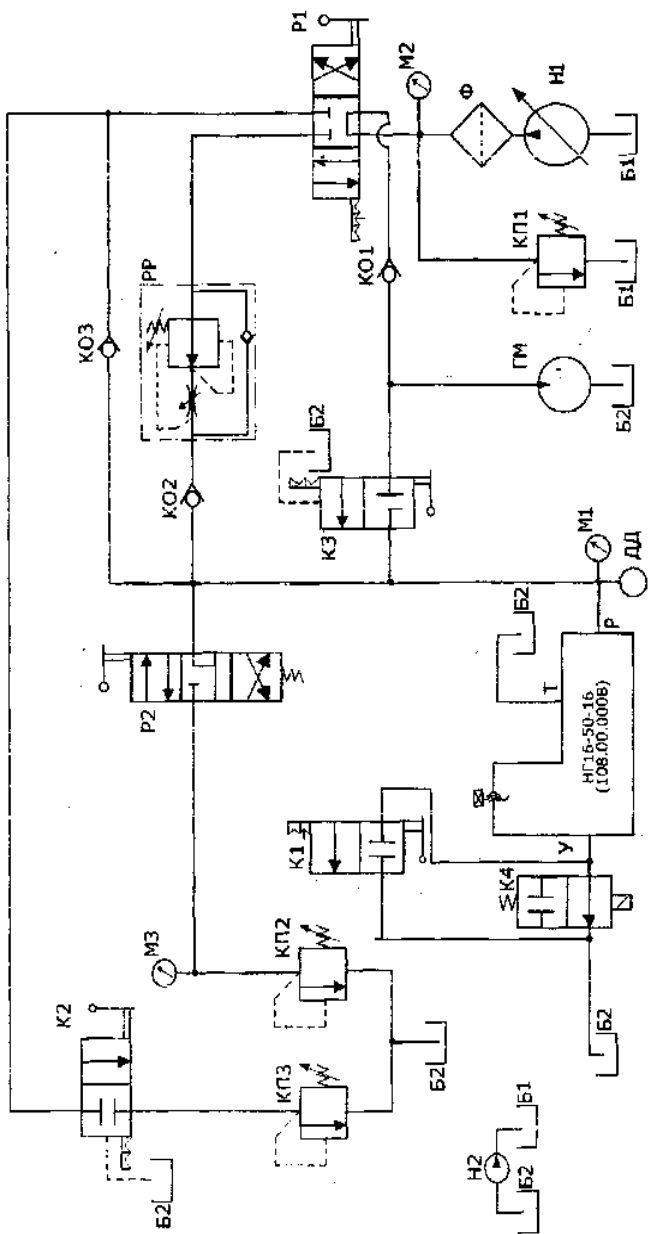 К2
КО3
М3
Р2
РР
Б2
КО2
КП3
КП2
К1
К3
Б2
Р1
КО1
М2
Б2
Ф
Н2
К4
Б2
Б1
Б2
ПМ
КП1
Т
Н1
У
НГ16-50-16
(108.00.000В)
М1
Б2
Р
ДД
Б2
Б1
Б1